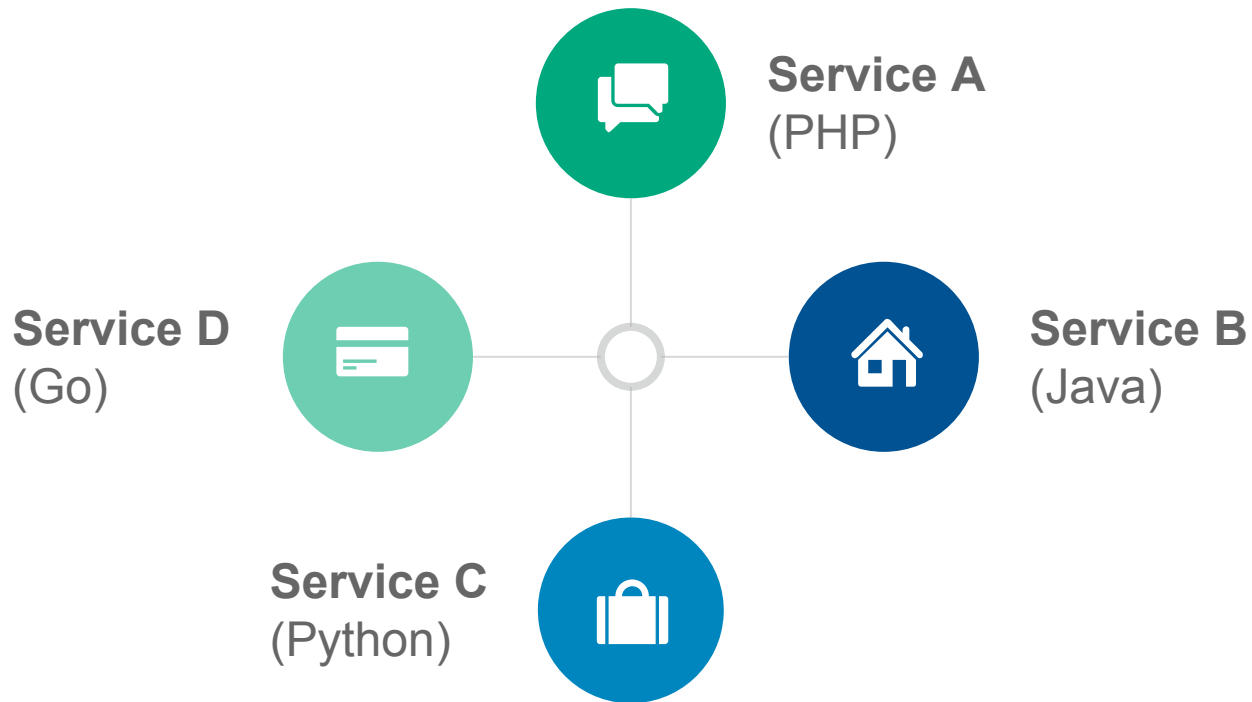 Service A
(PHP)
Service D
(Go)
Service B
(Java)
Service C
(Python)